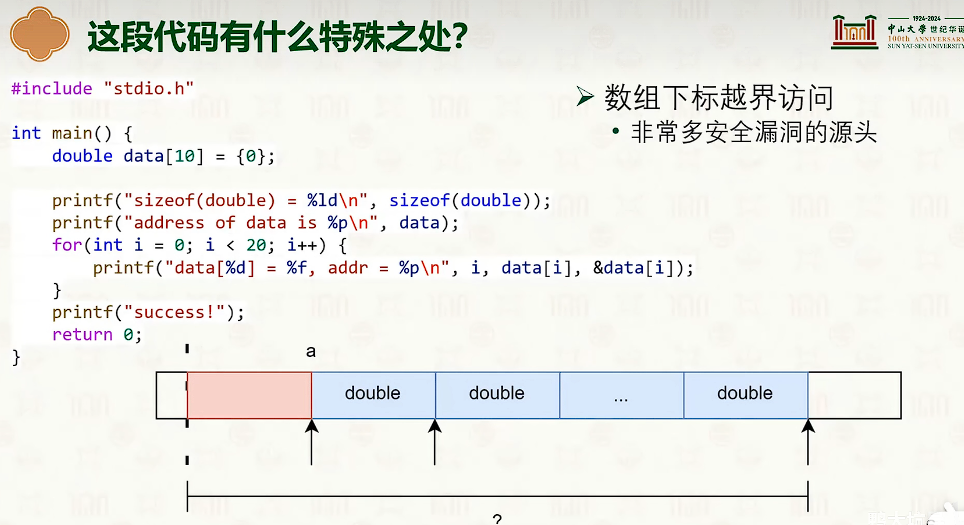 这段代码有什么特殊之处?
1924-2024
中山大學 世纪华诞
100th ANNIVERSARY
SUN YAT-SEN UNIVERSITY
#include "stdio.h"
int main() {
double data[10] = {0};
printf("sizeof(double) = %ld\n", sizeof(double));
printf("address of data is %p\n", data);
for(int i = 0; i < 20; i++) {
printf("data[%d] = %f, addr = %p\n", i, data[i], &data[i]);
}
printf("success!");
return 0;
}
➢ 数组下标越界访问
• 非常多安全漏洞的源头
a
double
double
...
double
?